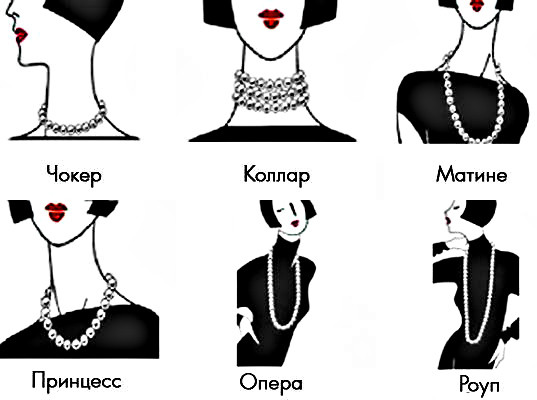 Чокер
Коллар
Матине
Принцесс
Опера
Роуп